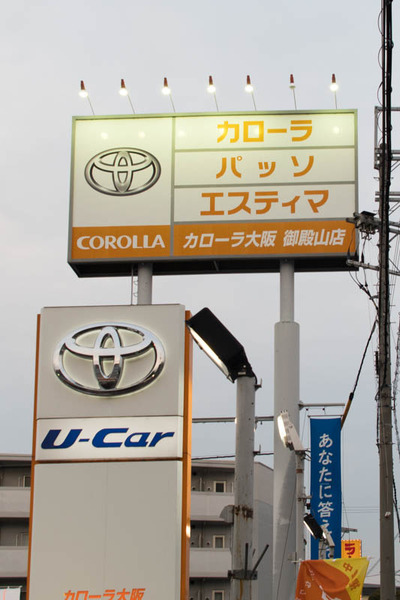 カローラ
パッソ
エスティマ
COROLLA
カローラ大阪 御殿山店
U-Car
カローラ大阪
あなたに答え